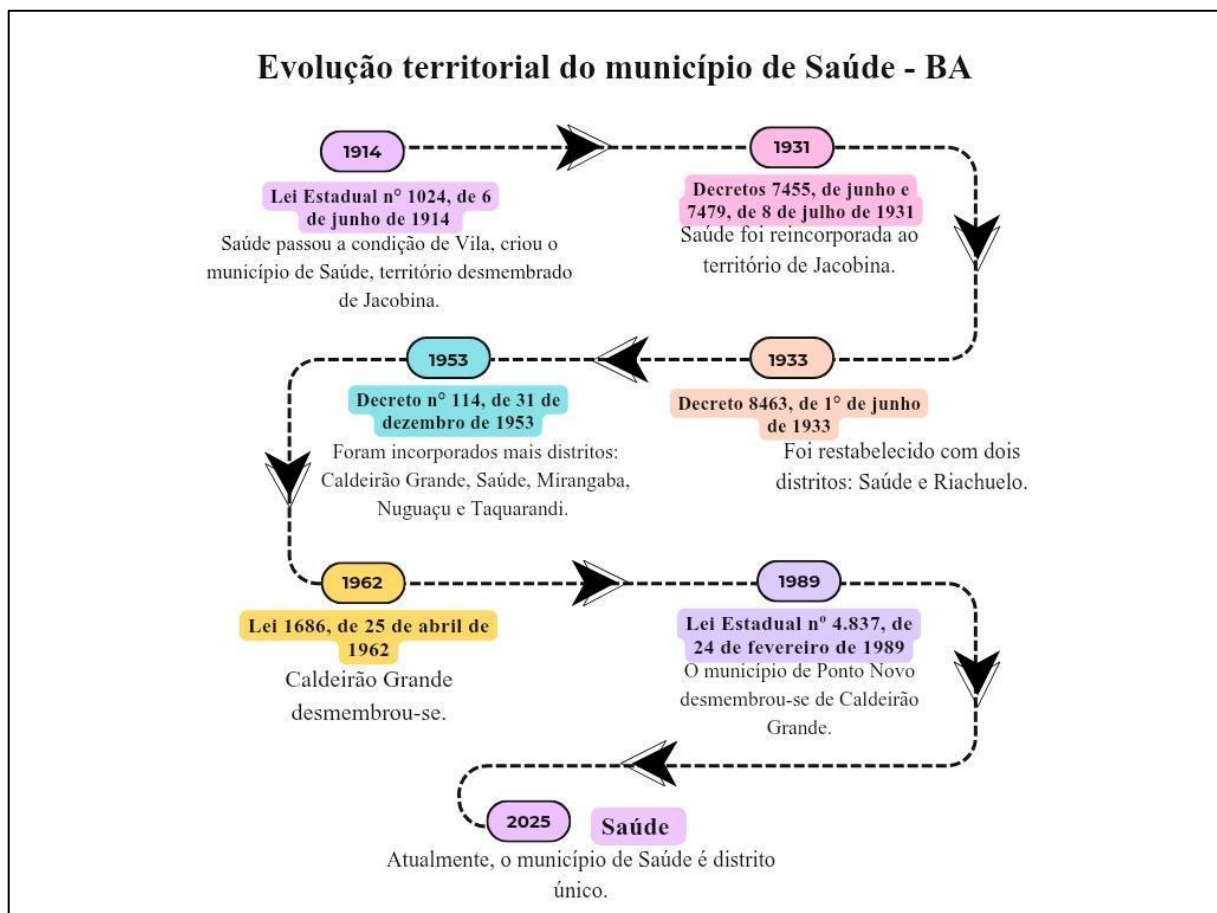 Evolução territorial do município de Saúde - BA
1914
Lei Estadual n° 1024, de 6
de junho de 1914
Saúde passou a condição de Vila, criou o
município de Saúde, território desmembrado
de Jacobina.
1931
Decretos 7455, de junho e
7479, de 8 de julho de 1931
Saúde foi reincorporada ao
território de Jacobina.
1933
Decreto 8463, de 1° de junho
de 1933
Foi restabelecido com dois
distritos: Saúde e Riachuelo.
1953
Decreto n° 114, de 31 de
dezembro de 1953
Foram incorporados mais distritos:
Caldeirão Grande, Saúde, Mirangaba,
Nuguaçu e Taquarandi.
1962
Lei 1686, de 25 de abril de
1962
Caldeirão Grande
desmembrou-se.
1989
Lei Estadual nº 4.837, de
24 de fevereiro de 1989
O município de Ponto Novo
desmembrou-se de Caldeirão
Grande.
2025
Saúde
Atualmente, o município de Saúde é distrito
único.